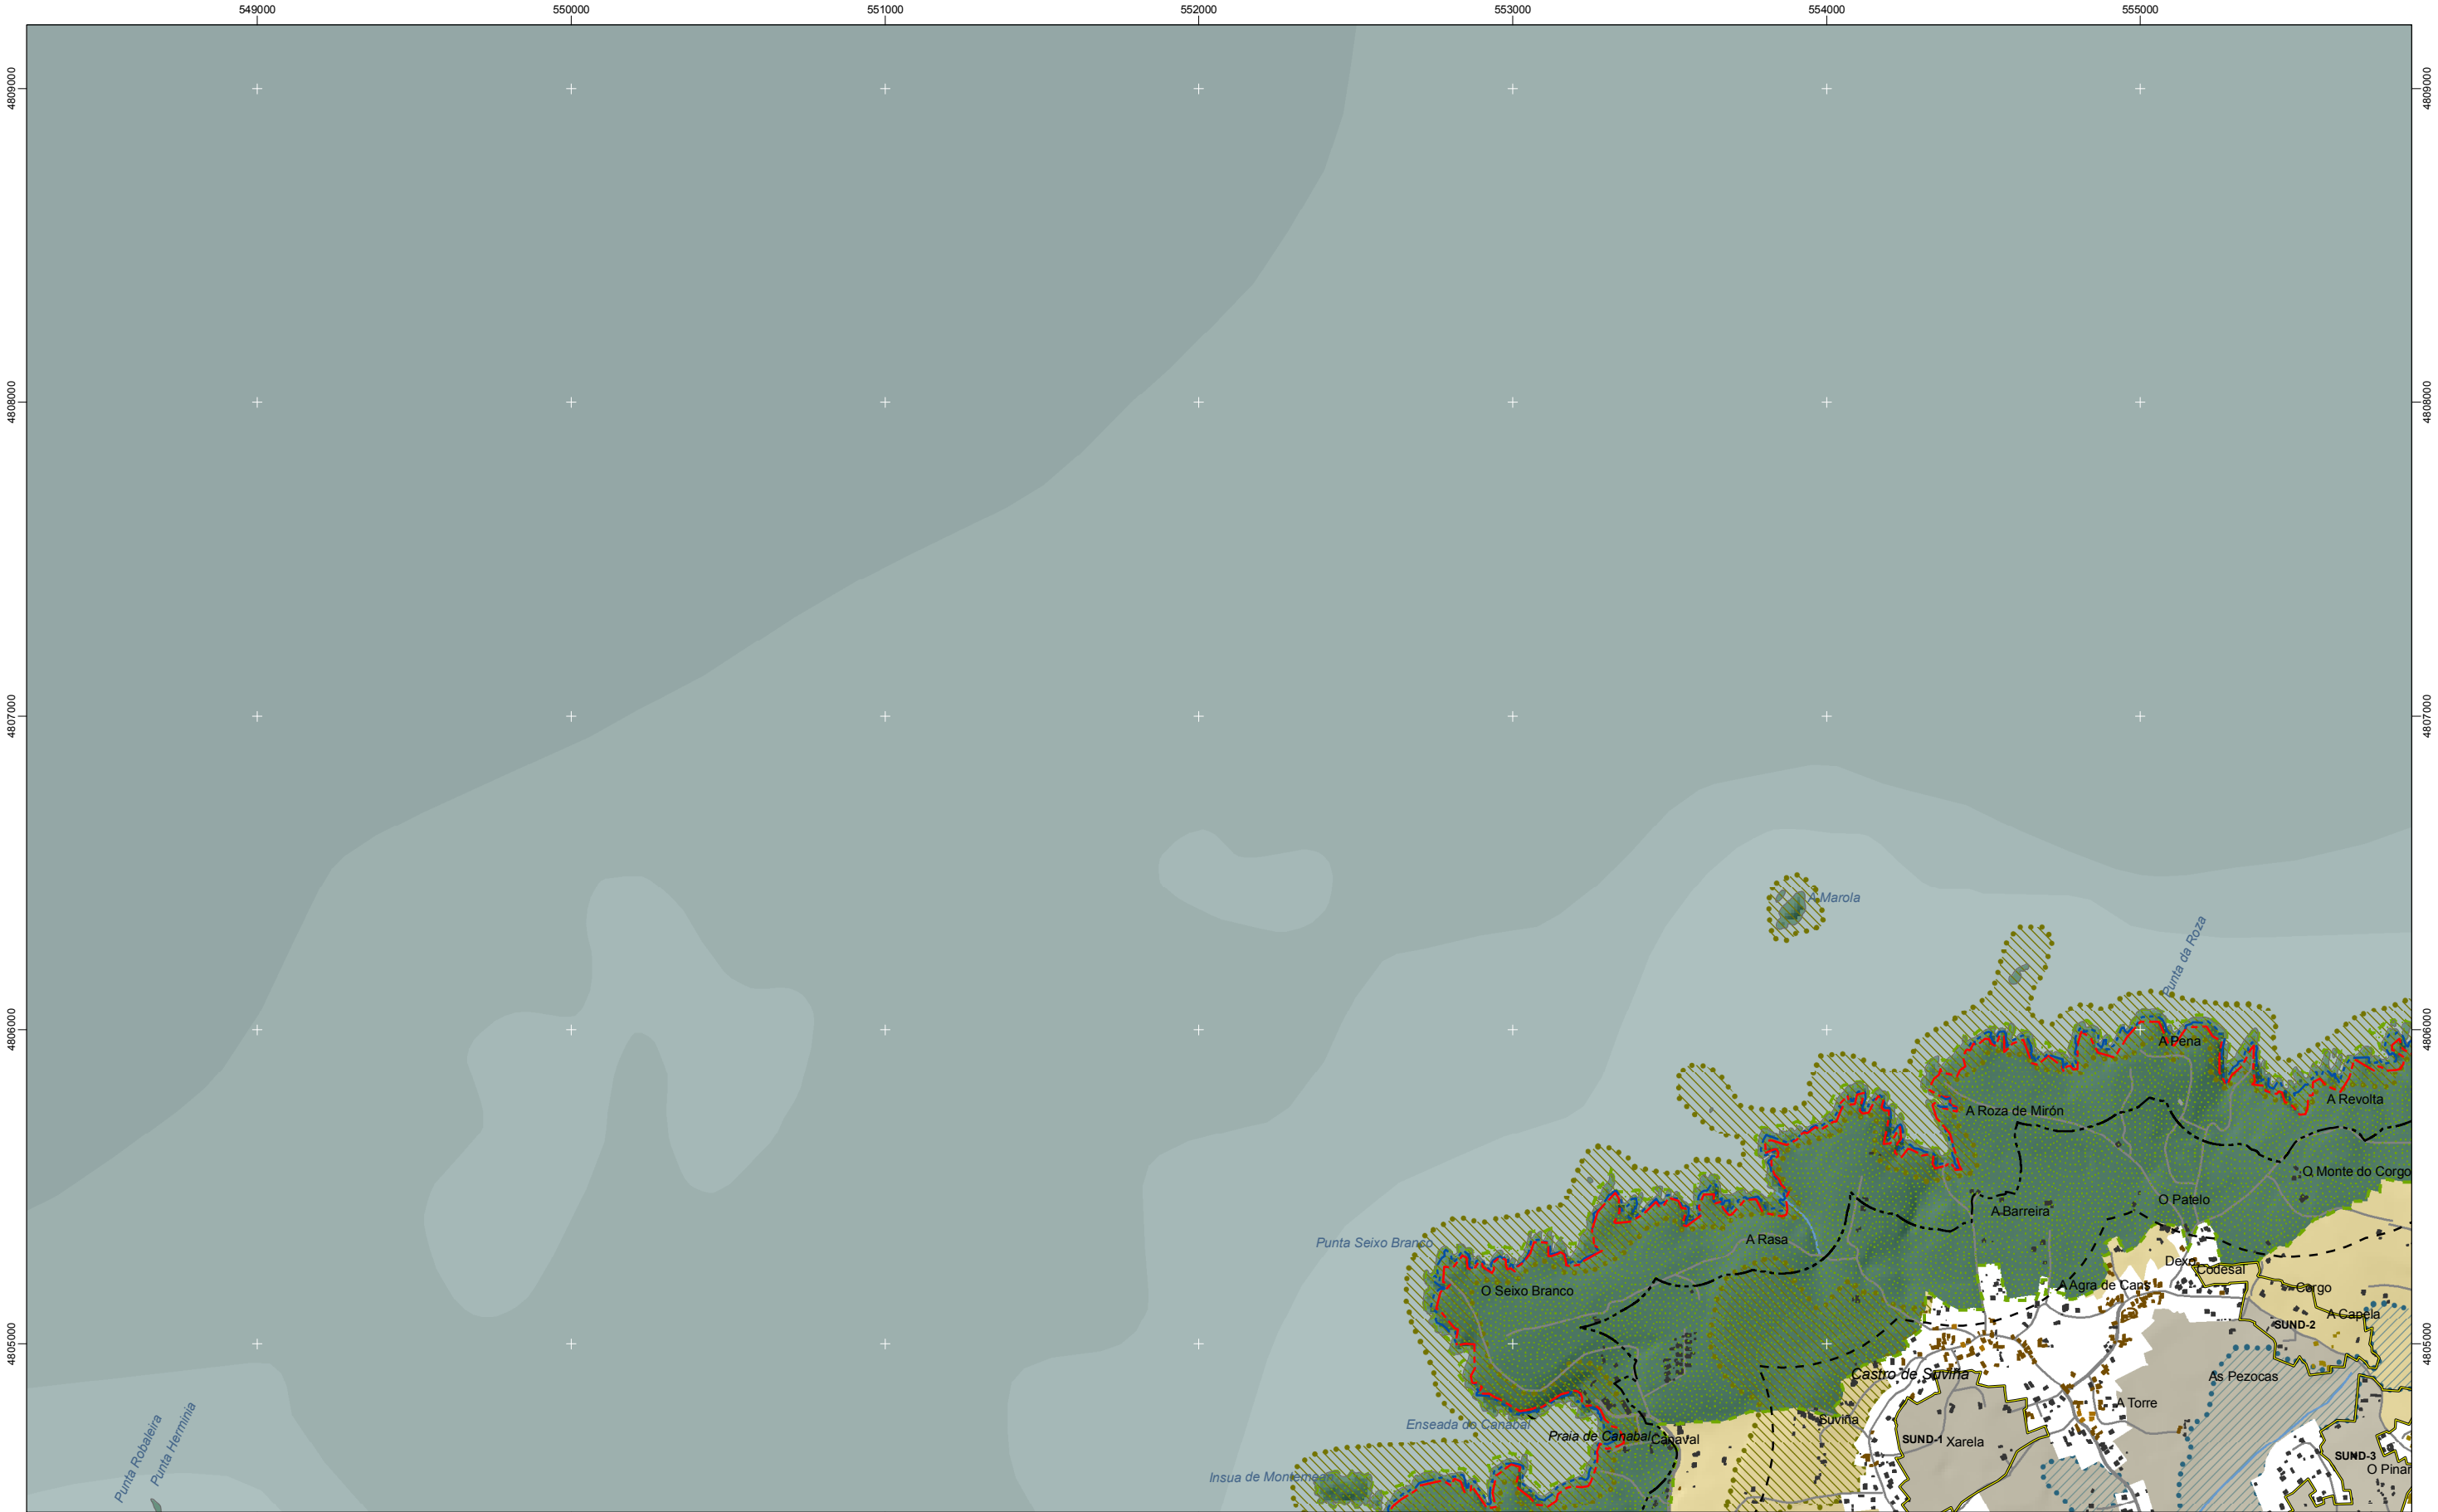 549000 550000 551000 552000 553000 554000 555000
4809000
4809000
4808000
4808000
4807000
4807000
A Marola
Punta da Roza
4806000
4806000
A Pena
A Revolta
A Roza de Mirón
O Monte do Corgo
O Patelo
A Barreira
A Rasa
Punta Seixo Branco
Dexo
Codesal
A Agra de Cans
Corgo
O Seixo Branco
A Capela
SUND-2
4805000
4805000
Castro de Suviña
As Pezocas
A Torre
Suviña
Enseada do Canabal
Praia de Canabal
Canaval
SUND-1 Xarela
SUND-3
O Pinar
Insua de Montemeán
Punta Robaleira
Punta Herminia